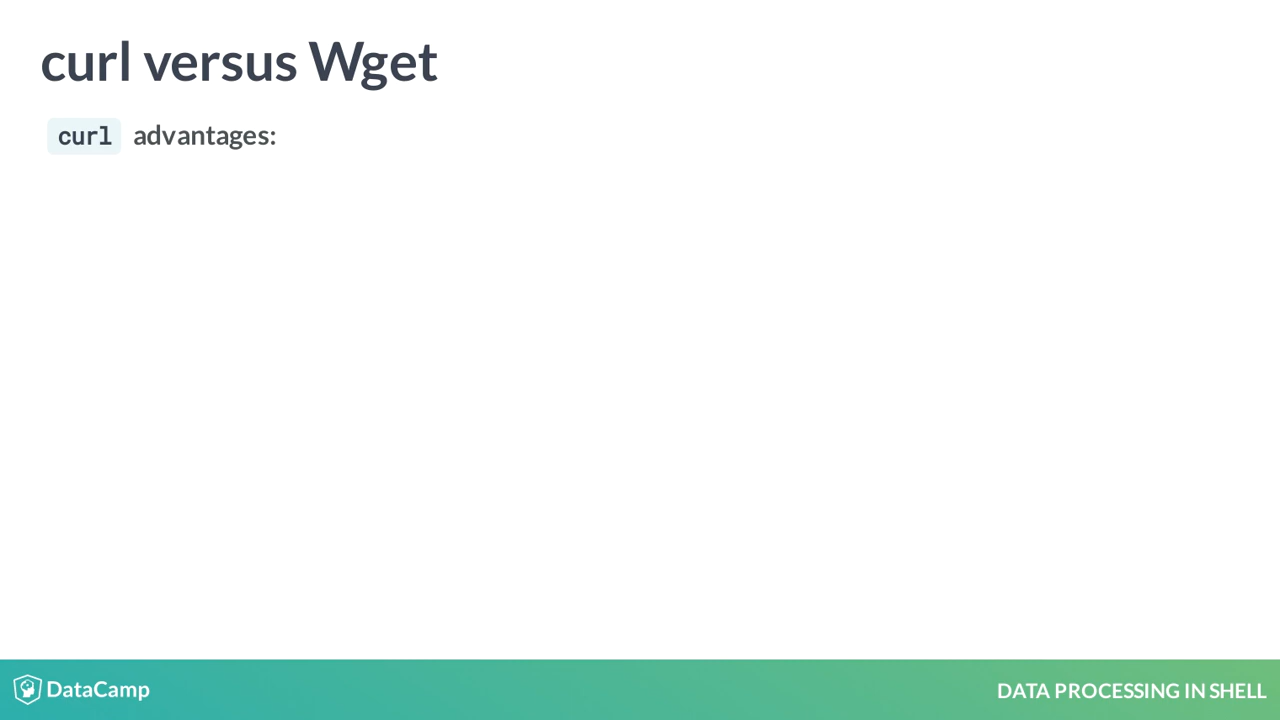 curl versus Wget
curl advantages:
DataCamp
DATA PROCESSING IN SHELL